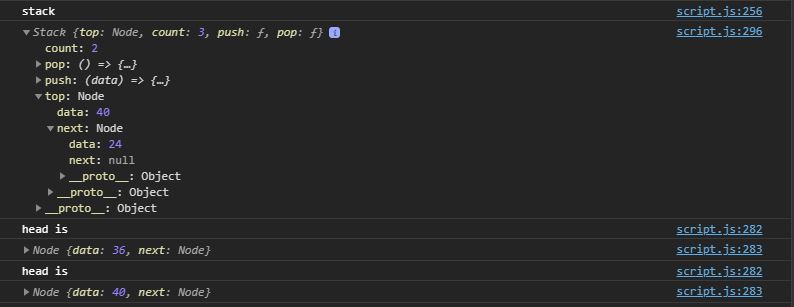 stack script.js:256
▼Stack {top: Node, count: 3, push: ƒ, pop: ƒ} i script.js:296
count: 2
▶pop: () => {…}
▶push: (data) => {…}
▼top: Node
data: 40
▼next: Node
data: 24
next: null
▶__proto__: Object
▶__proto__: Object
▶__proto__: Object
head is script.js:282
▶Node {data: 36, next: Node} script.js:283
head is script.js:282
▶Node {data: 40, next: Node} script.js:283